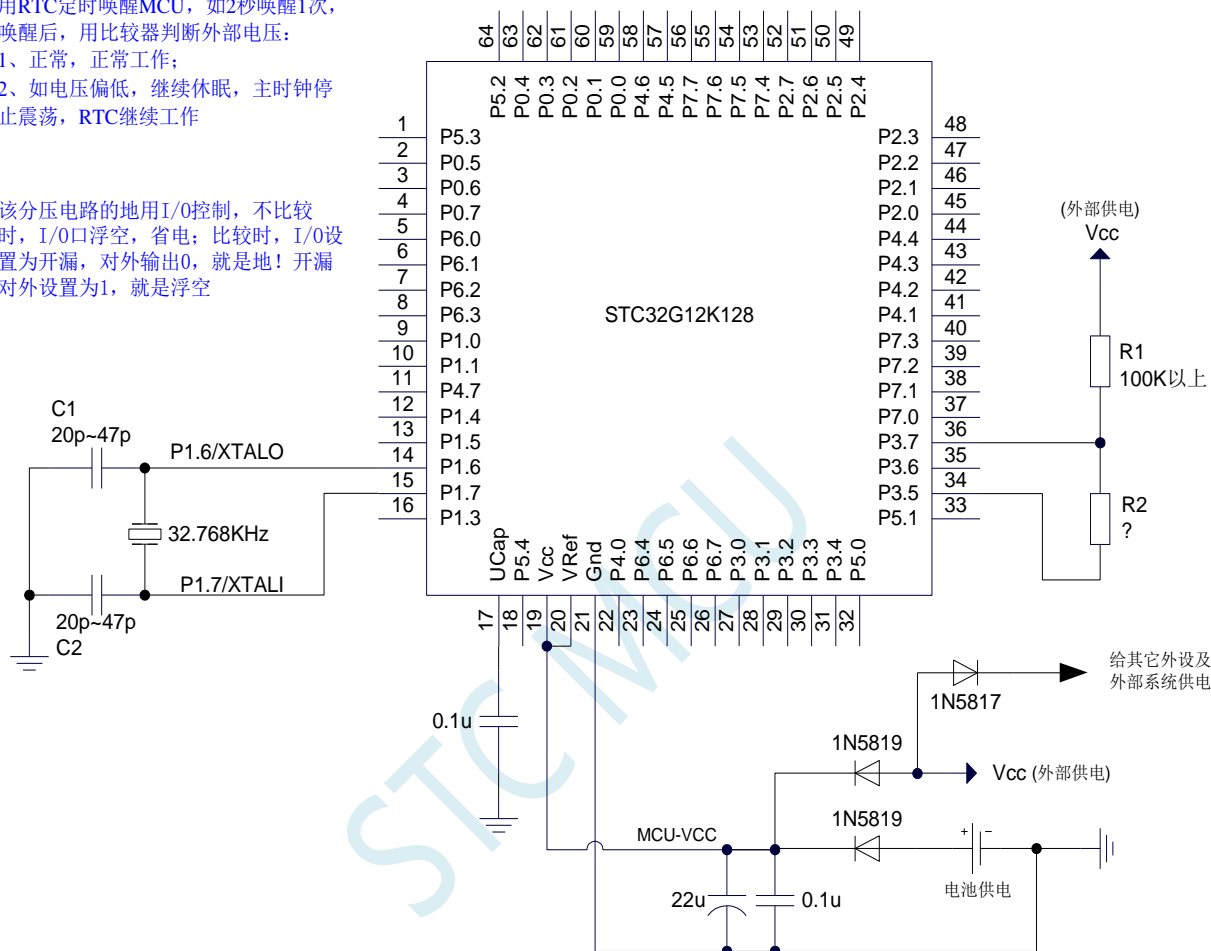 用RTC定时唤醒MCU，如2秒唤醒1次，
唤醒后，用比较器判断外部电压：
1、正常，正常工作；
2、如电压偏低，继续休眠，主时钟停
止震荡，RTC继续工作
该分压电路的地用I/O控制，不比较
时，I/O口浮空，省电；比较时，I/O设
置为开漏，对外输出0，就是地！开漏
对外设置为1，就是浮空
64 63 62 61 60 59 58 57 56 55 54 53 52 51 50 49
P5.2 P0.4 P0.3 P0.2 P0.1 P0.0 P4.6 P4.5 P7.7 P7.6 P7.5 P7.4 P2.7 P2.6 P2.5 P2.4
1 P5.3
2 P0.5
3 P0.6
4 P0.7
5 P6.0
6 P6.1
7 P6.2
8 P6.3
9 P1.0
10 P1.1
11 P4.7
12 P1.4
13 P1.5
14 P1.6
15 P1.7
16 P1.3
STC32G12K128
P2.3 48
P2.2 47
P2.1 46
P2.0 45
P4.4 44
P4.3 43
P4.2 42
P4.1 41
P7.3 40
P7.2 39
P7.1 38
P7.0 37
P3.7 36
P3.6 35
P3.5 34
P5.1 33
UCap P5.4 Vcc VRef Gnd P4.0 P6.4 P6.5 P6.6 P6.7 P3.0 P3.1 P3.2 P3.3 P3.4 P5.0
17 18 19 20 21 22 23 24 25 26 27 28 29 30 31 32
C1
20p~47p
P1.6/XTALO
32.768KHz
P1.7/XTALI
20p~47p
C2
(外部供电)
Vcc
R1
100K以上
R2
?
0.1u
给其它外设及
外部系统供电
1N5817
1N5819
Vcc (外部供电)
1N5819
MCU-VCC
+ −
电池供电
22u
0.1u
STC MCU